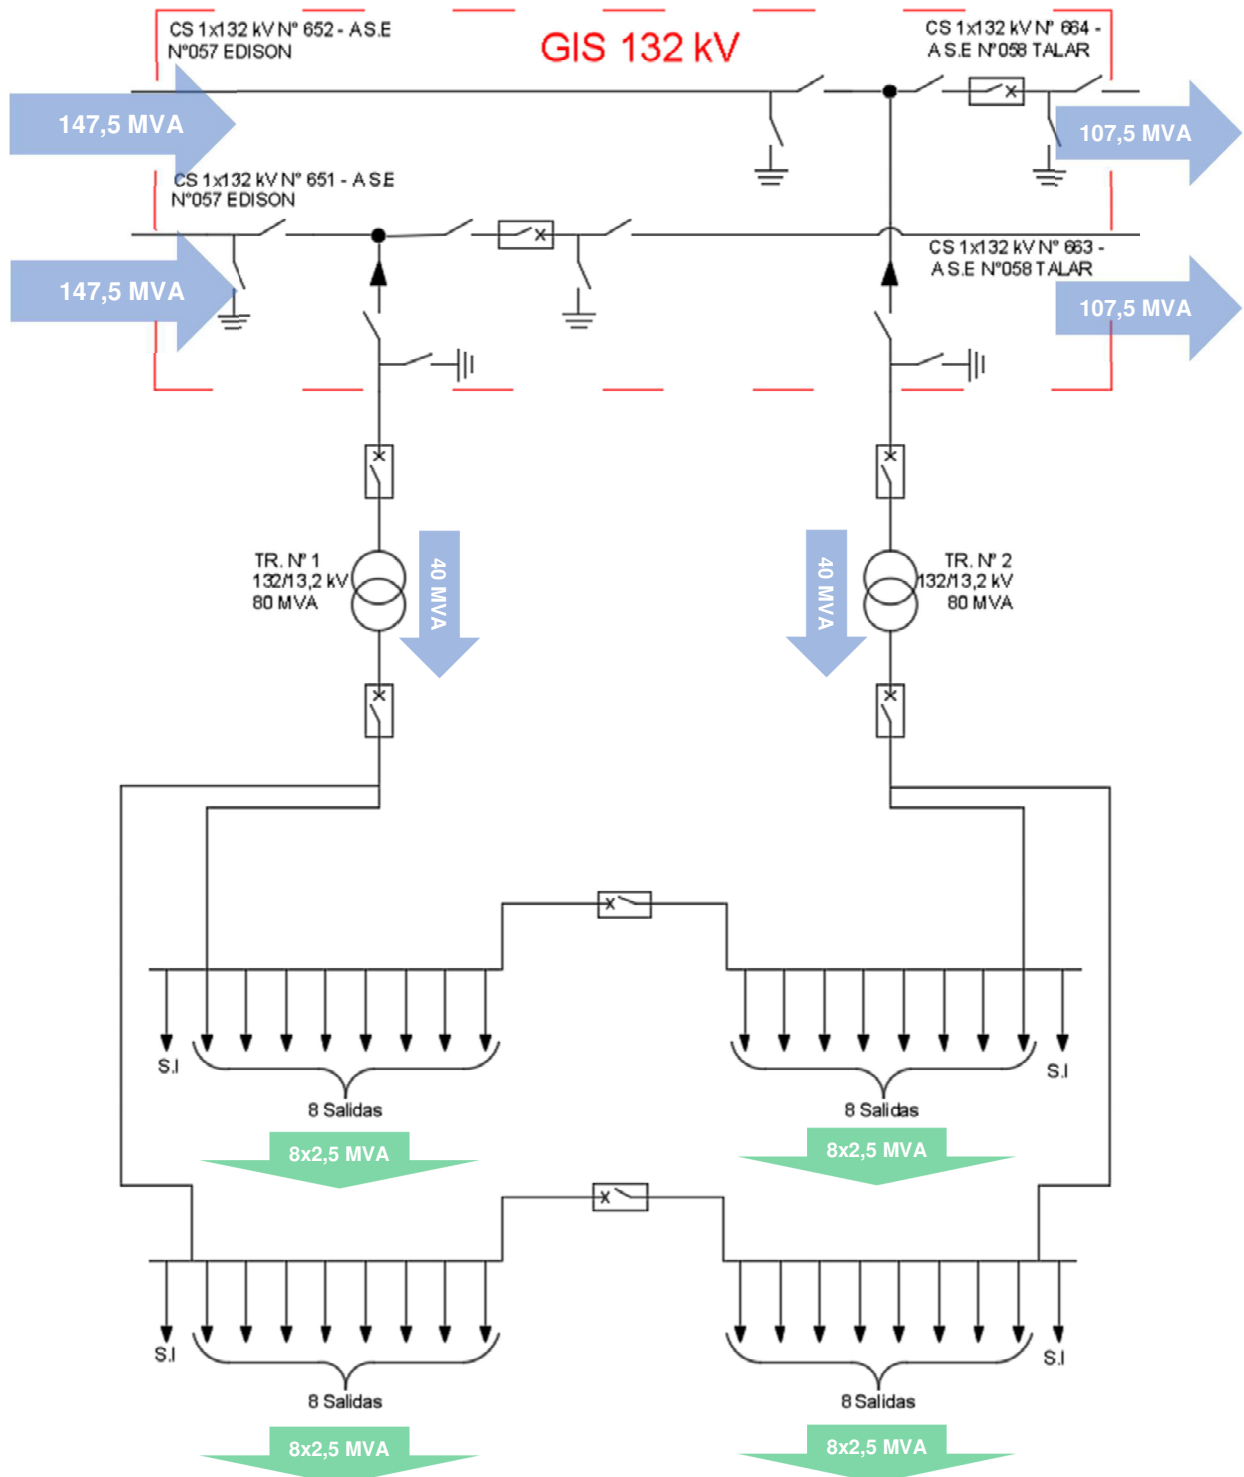 CS 1x132 kV N° 652 - A S.E
N°057 EDISON
GIS 132 kV
CS 1x132 kV N° 664 -
A S.E N°058 TALAR
147,5 MVA
107,5 MVA
CS 1x132 kV N° 651 - A S.E
N°057 EDISON
147,5 MVA
CS 1x132 kV N° 663 -
A S.E N°058 TALAR
107,5 MVA
TR. N° 1
132/13,2 kV
80 MVA
40 MVA
40 MVA
TR. N° 2
132/13,2 kV
80 MVA
S.I
8 Salidas
8 Salidas
S.I
8x2,5 MVA
8x2,5 MVA
S.I
8 Salidas
8 Salidas
S.I
8x2,5 MVA
8x2,5 MVA